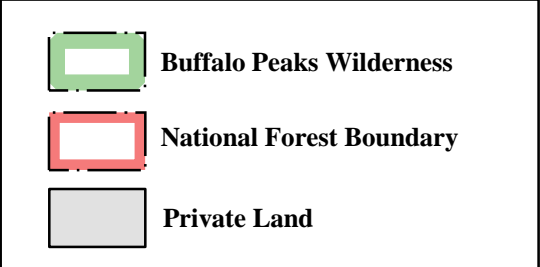 Buffalo Peaks Wilderness
National Forest Boundary
Private Land